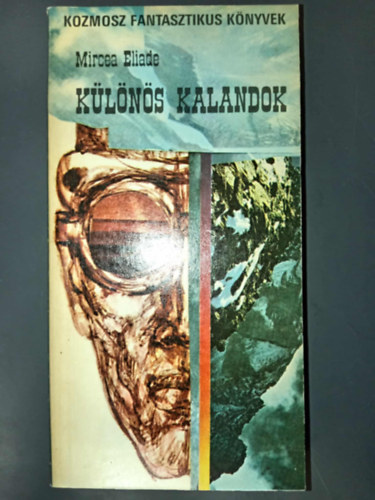 KOZMOSZ FANTASZTIKUS KÖNYVEK
Mircea Eliade
KÜLÖNÖS KALANDOK